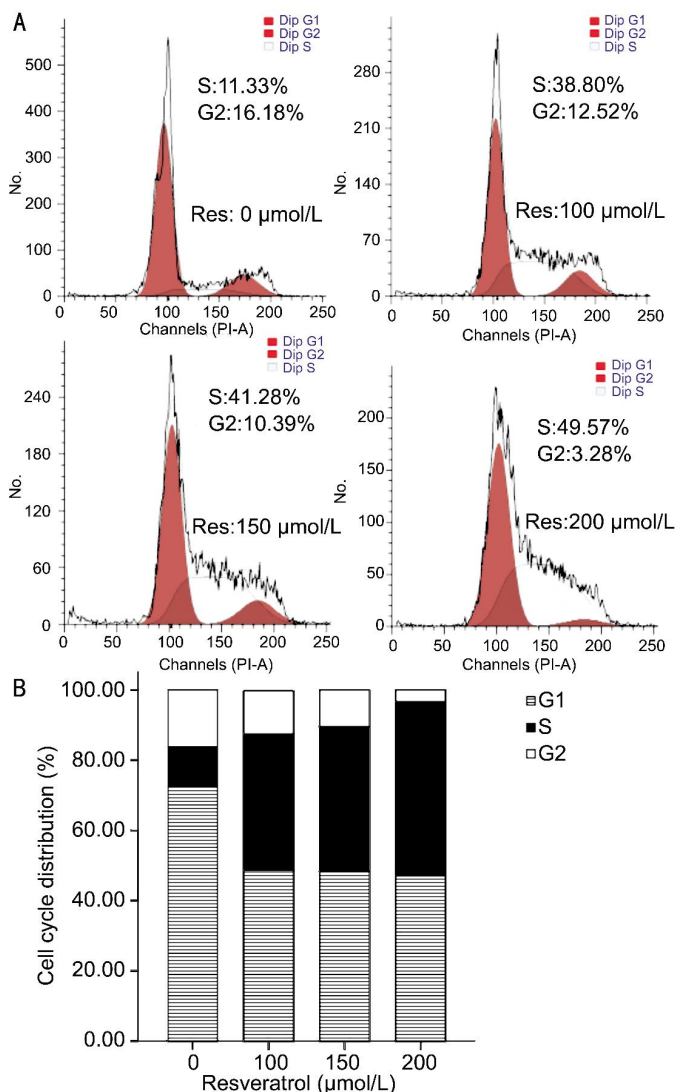 A
Dip G1
Dip G2
Dip S
500
400
300
200
100
0
No.
S:11.33%
G2:16.18%
Res: 0 µmol/L
0 50 100 150 200 250
Channels (PI-A)
Dip G1
Dip G2
Dip S
280
210
140
70
0
No.
S:38.80%
G2:12.52%
Res:100 µmol/L
0 50 100 150 200 250
Channels (PI-A)
Dip G1
Dip G2
Dip S
240
180
120
60
0
No.
S:41.28%
G2:10.39%
Res:150 µmol/L
0 50 100 150 200 250
Channels (PI-A)
Dip G1
Dip G2
Dip S
200
150
100
50
0
No.
S:49.57%
G2:3.28%
Res:200 µmol/L
0 50 100 150 200 250
Channels (PI-A)
B
100.00
80.00
60.00
40.00
20.00
0.00
Cell cycle distribution (%)
G1
S
G2
0 100 150 200
Resveratrol (µmol/L)